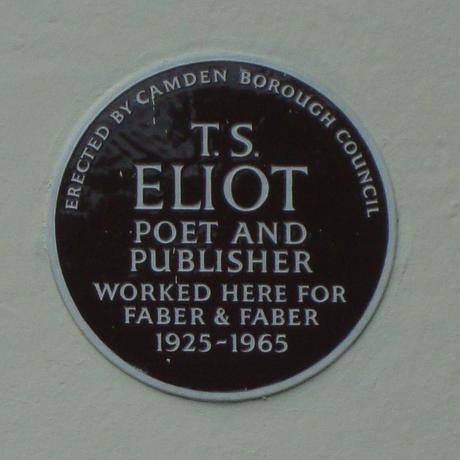 ERECTED BY CAMDEN BOROUGH COUNCIL
T.S.
ELIOT
POET AND
PUBLISHER
WORKED HERE FOR
FABER & FABER
1925-1965